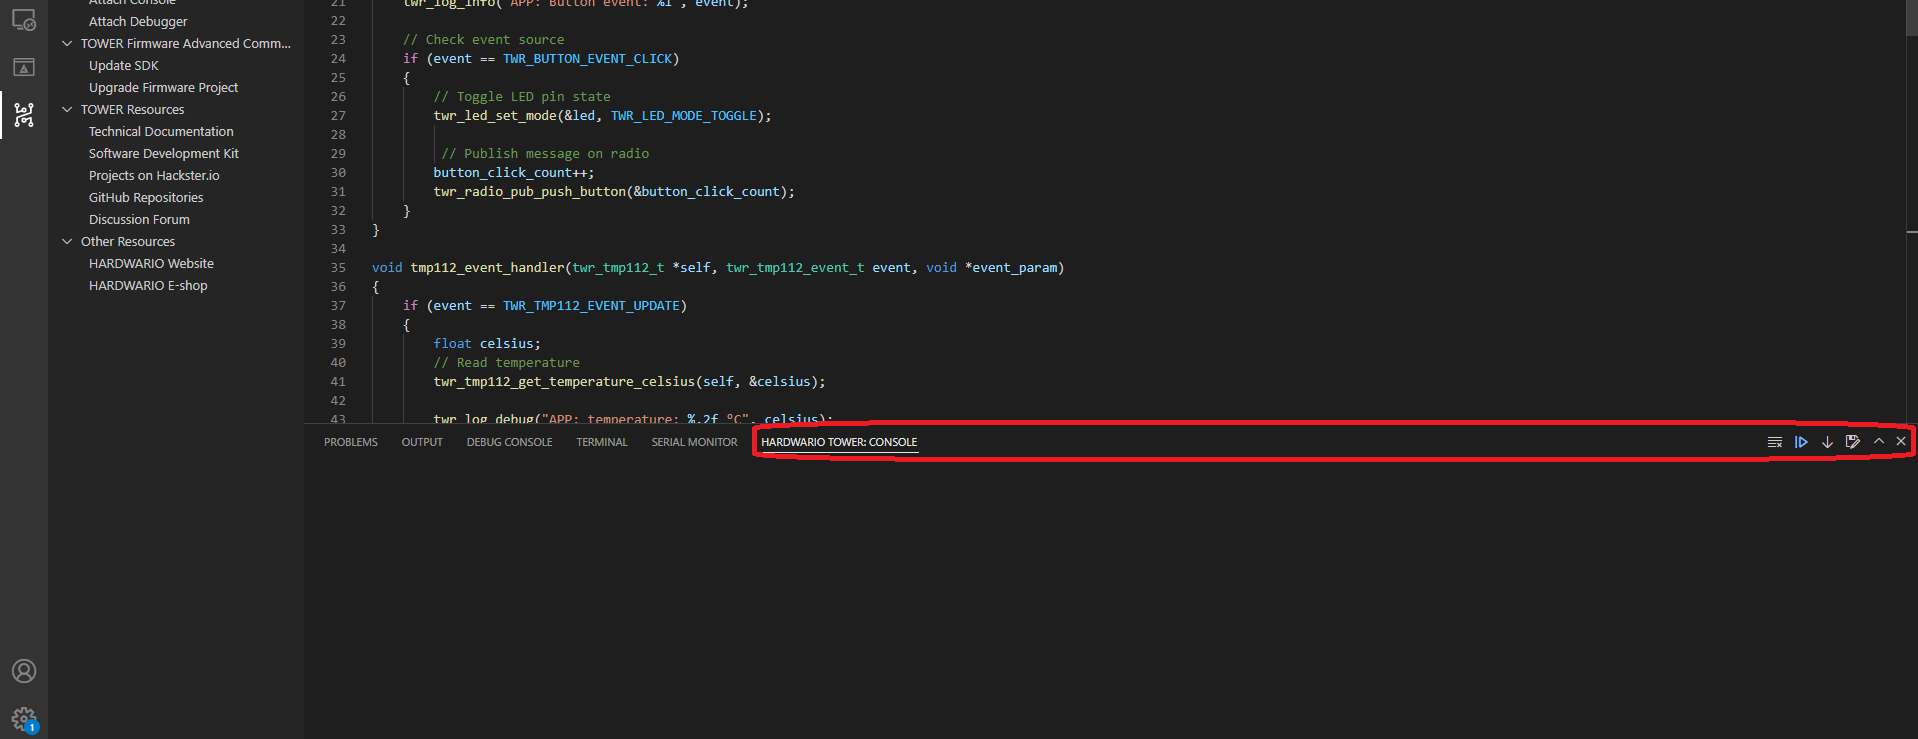 Attach Console
Attach Debugger
TOWER Firmware Advanced Comm...
Update SDK
Upgrade Firmware Project
TOWER Resources
Technical Documentation
Software Development Kit
Projects on Hackster.io
GitHub Repositories
Discussion Forum
Other Resources
HARDWARIO Website
HARDWARIO E-shop
1
21 twr_log_info("APP: Button event: %i", event);
22
23 // Check event source
24 if (event == TWR_BUTTON_EVENT_CLICK)
25 {
26 // Toggle LED pin state
27 twr_led_set_mode(&led, TWR_LED_MODE_TOGGLE);
28
29 // Publish message on radio
30 button_click_count++;
31 twr_radio_pub_push_button(&button_click_count);
32 }
33 }
34
35 void tmp112_event_handler(twr_tmp112_t *self, twr_tmp112_event_t event, void *event_param)
36 {
37 if (event == TWR_TMP112_EVENT_UPDATE)
38 {
39 float celsius;
40 // Read temperature
41 twr_tmp112_get_temperature_celsius(self, &celsius);
42
43 twr_log_debug("APP: temperature: %.2f °C", celsius);
PROBLEMS OUTPUT DEBUG CONSOLE TERMINAL SERIAL MONITOR HARDWARIO TOWER: CONSOLE